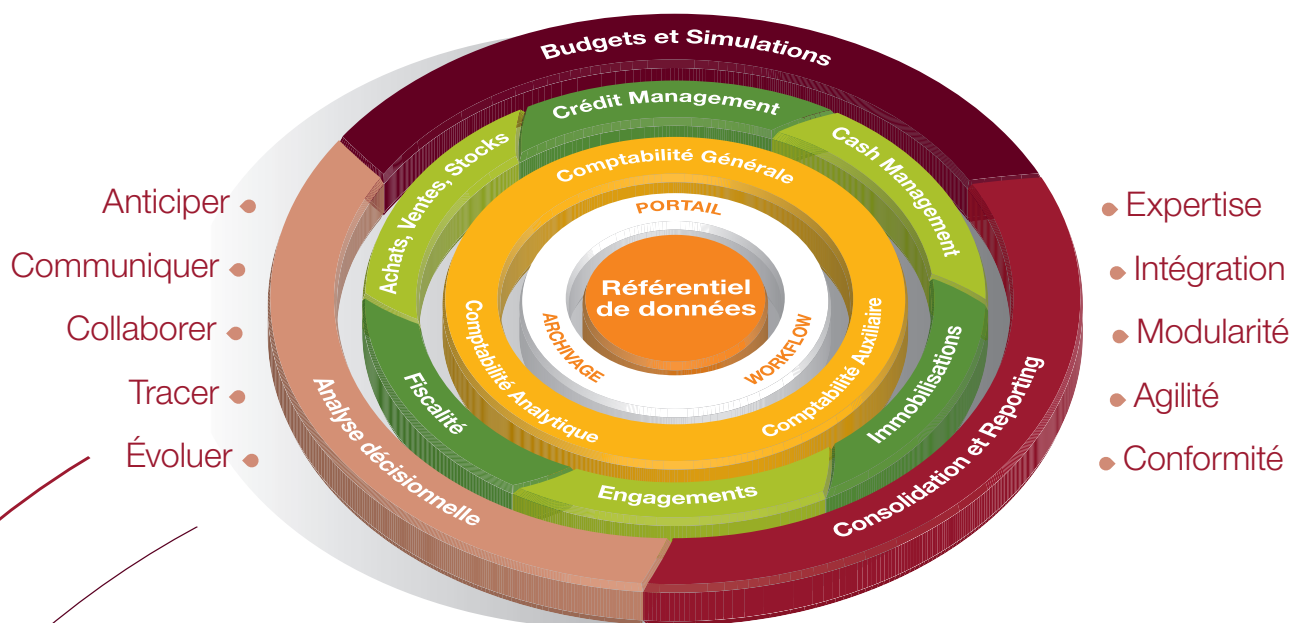 Budgets et Simulations
Crédit Management
Cash Management
Achats, Ventes, Stocks
Comptabilité Générale
PORTAIL
Référentiel
de données
ARCHIVAGE
WORKFLOW
Comptabilité Analytique
Comptabilité Auxiliaire
Fiscalité
Immobilisations
Engagements
Analyse décisionnelle
Consolidation et Reporting
Anticiper
Communiquer
Collaborer
Tracer
Évoluer
Expertise
Intégration
Modularité
Agilité
Conformité